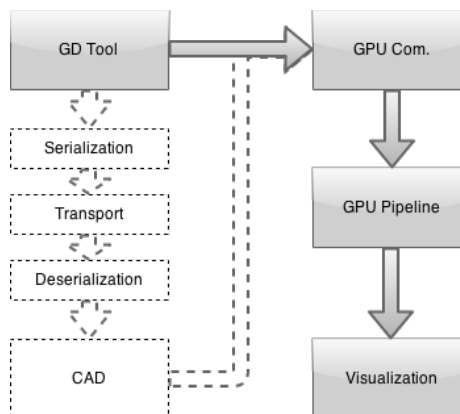 GD Tool
GPU Com.
Serialization
Transport
GPU Pipeline
Deserialization
CAD
Visualization